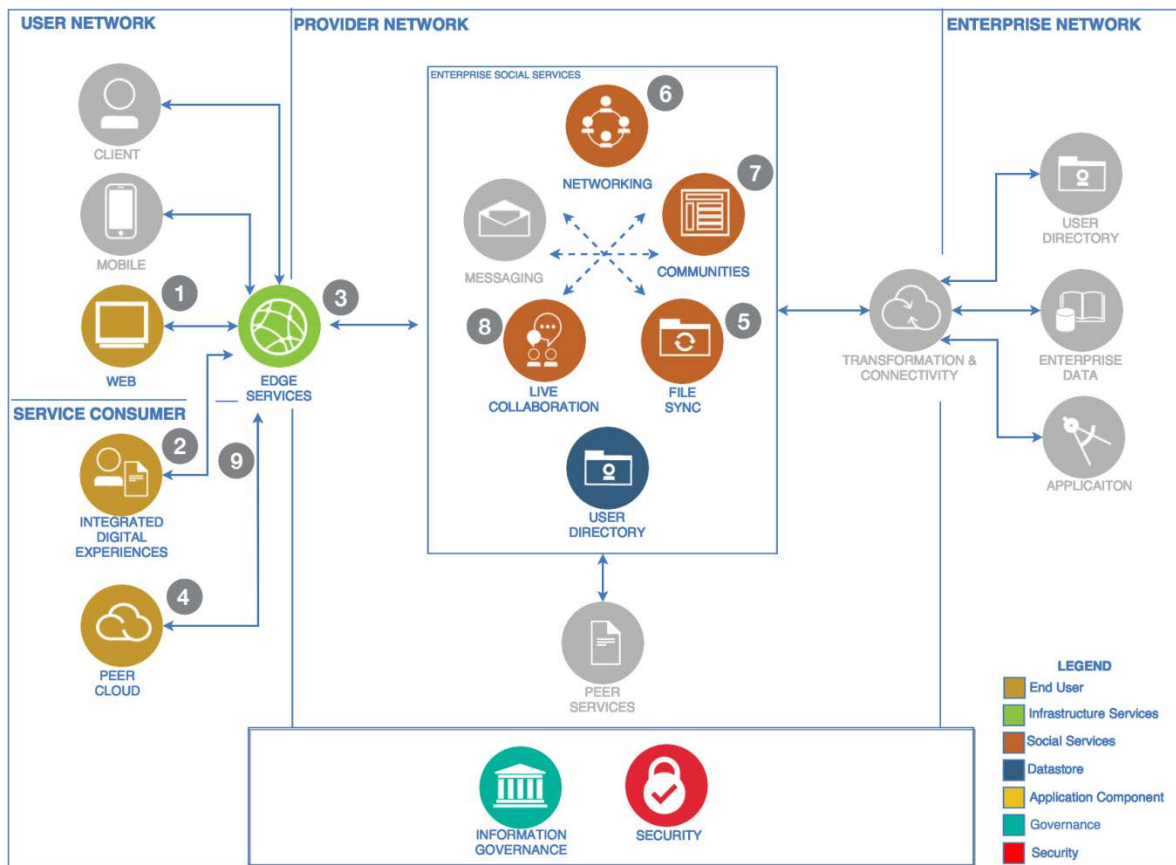 USER NETWORK
PROVIDER NETWORK
ENTERPRISE NETWORK
CLIENT
MOBILE
1
WEB
3
EDGE
SERVICES
SERVICE CONSUMER
2
9
INTEGRATED
DIGITAL
EXPERIENCES
4
PEER
CLOUD
ENTERPRISE SOCIAL SERVICES
6
NETWORKING
7
MESSAGING
COMMUNITIES
8
5
LIVE
COLLABORATION
FILE
SYNC
USER
DIRECTORY
PEER
SERVICES
TRANSFORMATION &
CONNECTIVITY
USER
DIRECTORY
ENTERPRISE
DATA
APPLICAITON
INFORMATION
GOVERNANCE
SECURITY
LEGEND
End User
Infrastructure Services
Social Services
Datastore
Application Component
Governance
Security